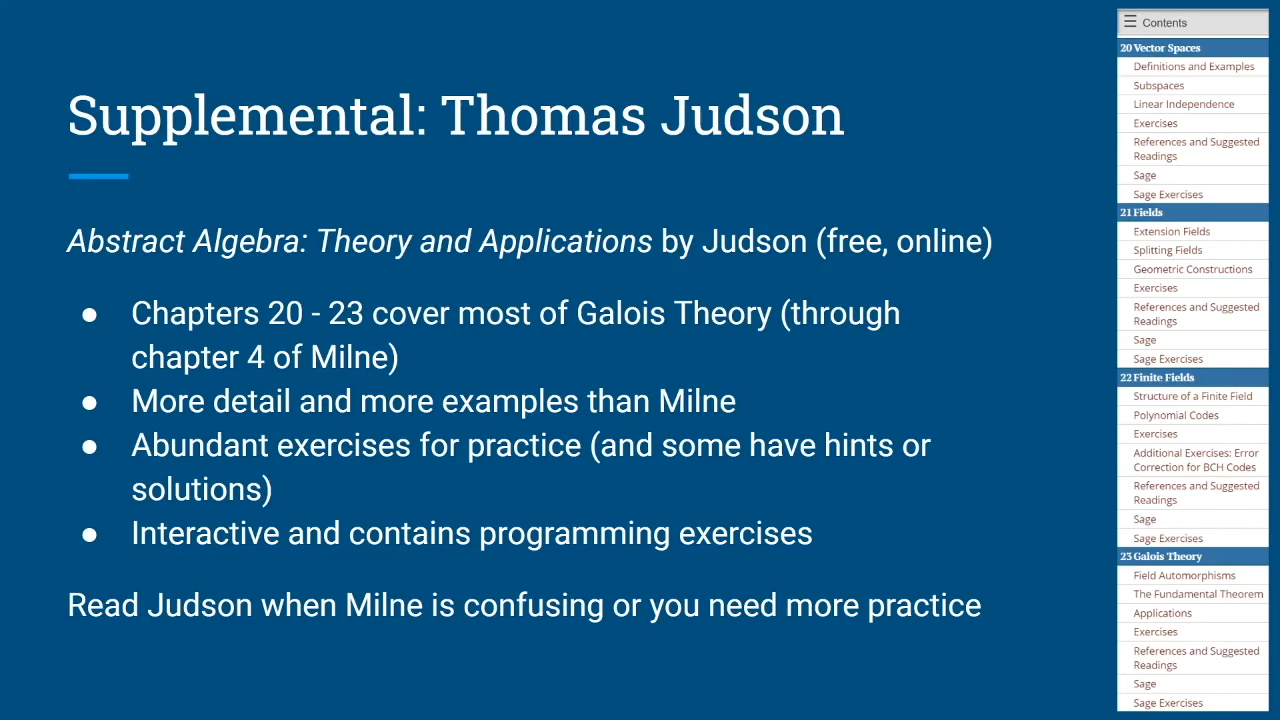 Supplemental: Thomas Judson
Abstract Algebra: Theory and Applications by Judson (free, online)
● Chapters 20 - 23 cover most of Galois Theory (through
chapter 4 of Milne)
● More detail and more examples than Milne
● Abundant exercises for practice (and some have hints or
solutions)
● Interactive and contains programming exercises
Read Judson when Milne is confusing or you need more practice
☰ Contents
20 Vector Spaces
Definitions and Examples
Subspaces
Linear Independence
Exercises
References and Suggested
Readings
Sage
Sage Exercises
21 Fields
Extension Fields
Splitting Fields
Geometric Constructions
Exercises
References and Suggested
Readings
Sage
Sage Exercises
22 Finite Fields
Structure of a Finite Field
Polynomial Codes
Exercises
Additional Exercises: Error
Correction for BCH Codes
References and Suggested
Readings
Sage
Sage Exercises
23 Galois Theory
Field Automorphisms
The Fundamental Theorem
Applications
Exercises
References and Suggested
Readings
Sage
Sage Exercises